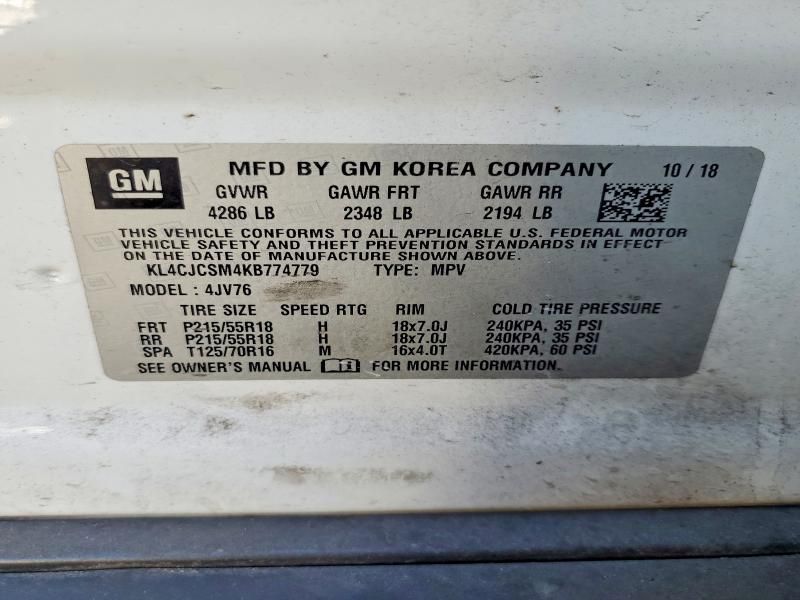 GM MFD BY GM KOREA COMPANY 10 / 18
GVWR GAWR FRT GAWR RR
4286 LB 2348 LB 2194 LB
THIS VEHICLE CONFORMS TO ALL APPLICABLE U.S. FEDERAL MOTOR
VEHICLE SAFETY AND THEFT PREVENTION STANDARDS IN EFFECT
ON THE DATE OF MANUFACTURE SHOWN ABOVE.
KL4CJCSM4KB774779 TYPE: MPV
MODEL : 4JV76
TIRE SIZE SPEED RTG RIM COLD TIRE PRESSURE
FRT P215/55R18 H 18x7.0J 240KPA, 35 PSI
RR P215/55R18 H 18x7.0J 240KPA, 35 PSI
SPA T125/70R16 M 16x4.0T 420KPA, 60 PSI
SEE OWNER'S MANUAL FOR MORE INFORMATION.